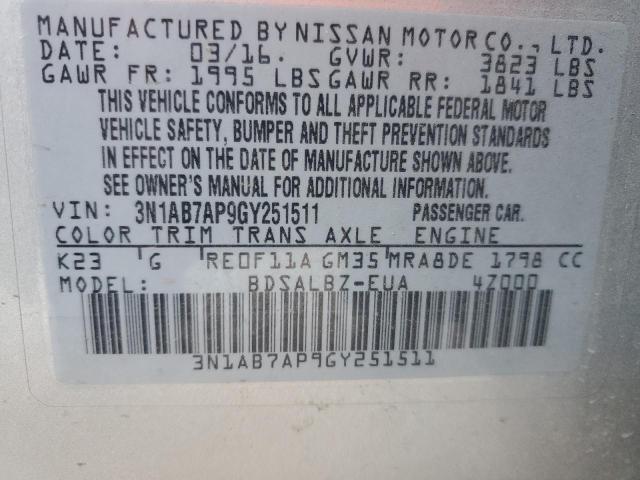 MANUFACTURED BY NISSAN MOTOR CO., LTD.
DATE: 03/16. GVWR: 3823 LBS
GAWR FR: 1995 LBS GAWR RR: 1841 LBS
THIS VEHICLE CONFORMS TO ALL APPLICABLE FEDERAL MOTOR
VEHICLE SAFETY, BUMPER AND THEFT PREVENTION STANDARDS
IN EFFECT ON THE DATE OF MANUFACTURE SHOWN ABOVE.
SEE OWNER'S MANUAL FOR ADDITIONAL INFORMATION
VIN: 3N1AB7AP9GY251511 PASSENGER CAR.
COLOR TRIM TRANS AXLE ENGINE
K23 G RE0F11A GM35 MRA8DE 1798 CC
MODEL: BDSALBZ-EUA 4Z000
3N1AB7AP9GY251511